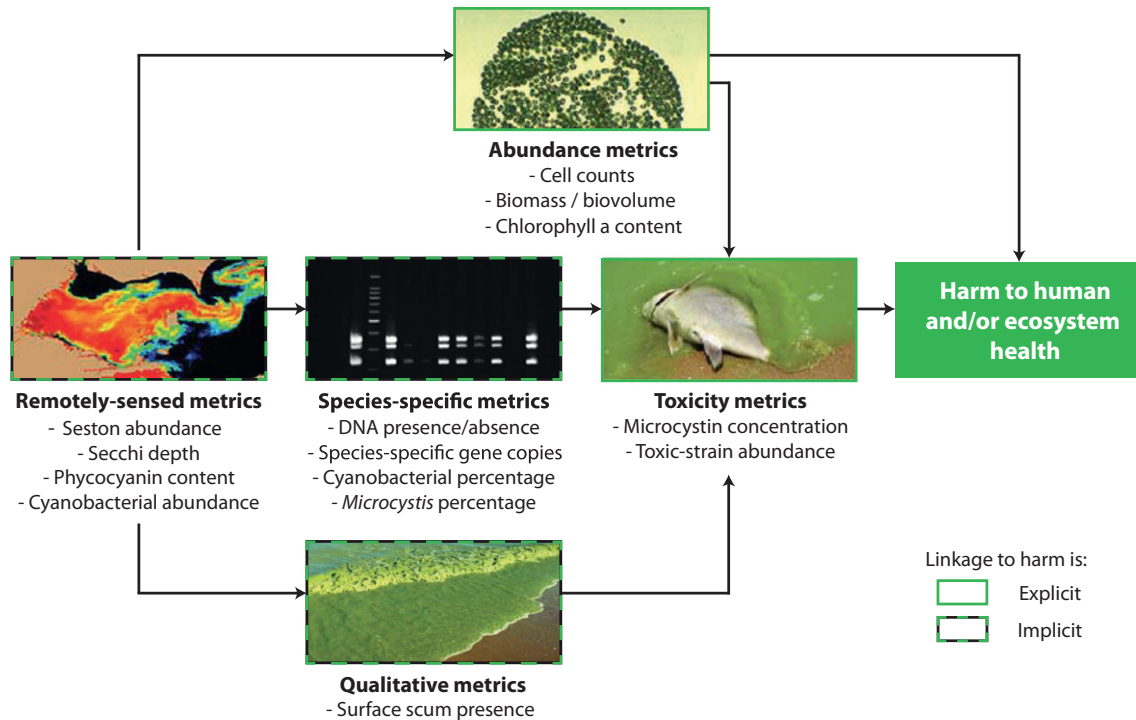 Abundance metrics
- Cell counts
- Biomass / biovolume
- Chlorophyll a content
Remotely-sensed metrics
- Seston abundance
- Secchi depth
- Phycocyanin content
- Cyanobacterial abundance
Species-specific metrics
- DNA presence/absence
- Species-specific gene copies
- Cyanobacterial percentage
- Microcystis percentage
Toxicity metrics
- Microcystin concentration
- Toxic-strain abundance
Harm to human
and/or ecosystem
health
Qualitative metrics
- Surface scum presence
Linkage to harm is:
Explicit
Implicit